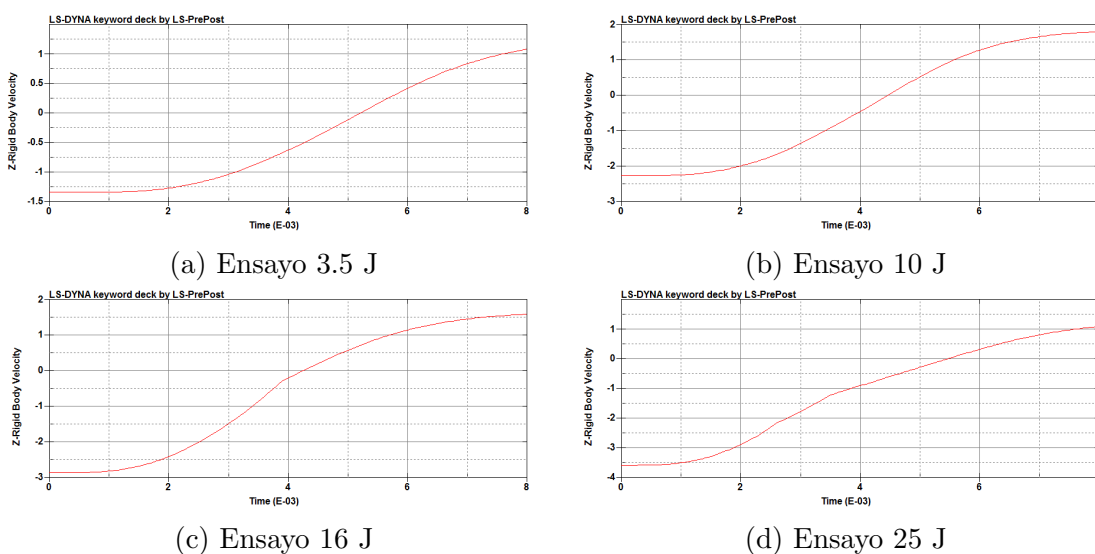 LS-DYNA keyword deck by LS-PrePost
Z-Rigid Body Velocity
1
0.5
0
-0.5
-1
-1.5
0 2 4 6 8
Time (E-03)
(a) Ensayo 3.5 J
LS-DYNA keyword deck by LS-PrePost
Z-Rigid Body Velocity
2
1
0
-1
-2
-3
0 2 4 6
Time (E-03)
(b) Ensayo 10 J
LS-DYNA keyword deck by LS-PrePost
Z-Rigid Body Velocity
2
1
0
-1
-2
-3
0 2 4 6 8
Time (E-03)
(c) Ensayo 16 J
LS-DYNA keyword deck by LS-PrePost
Z-Rigid Body Velocity
1
0
-1
-2
-3
-4
0 2 4 6
Time (E-03)
(d) Ensayo 25 J